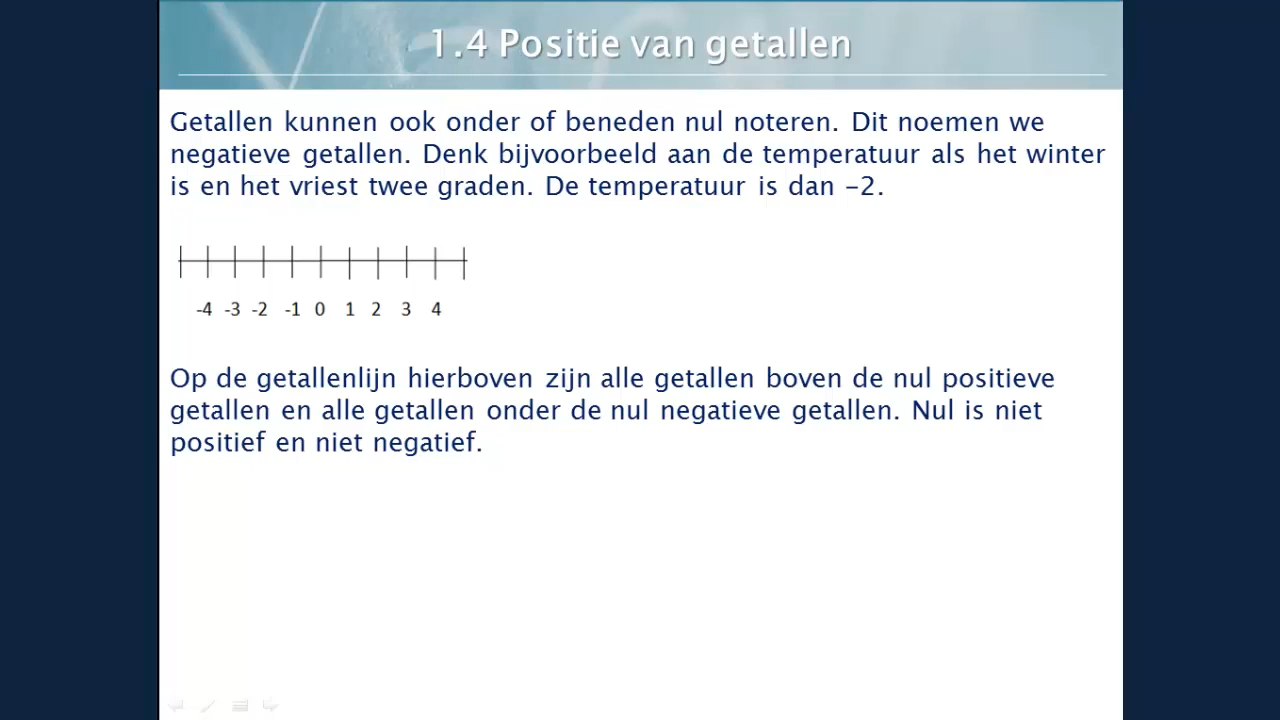 1.4 Positie van getallen
Getallen kunnen ook onder of beneden nul noteren. Dit noemen we
negatieve getallen. Denk bijvoorbeeld aan de temperatuur als het winter
is en het vriest twee graden. De temperatuur is dan -2.
-4 -3 -2 -1 0 1 2 3 4
Op de getallenlijn hierboven zijn alle getallen boven de nul positieve
getallen en alle getallen onder de nul negatieve getallen. Nul is niet
positief en niet negatief.